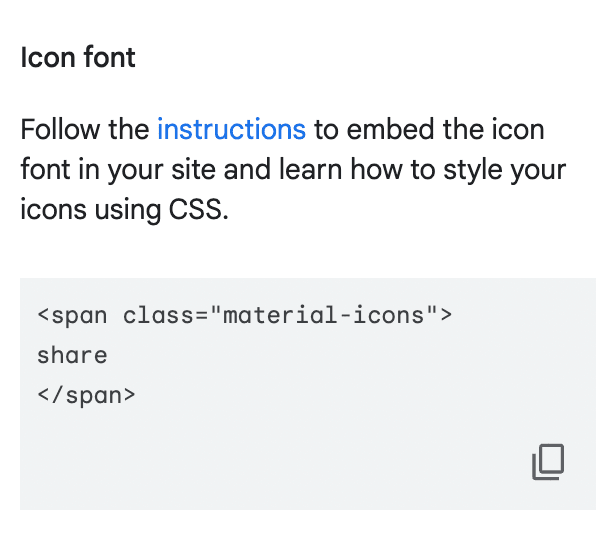 Icon font
Follow the instructions to embed the icon
font in your site and learn how to style your
icons using CSS.
<span class="material-icons">
share
</span>